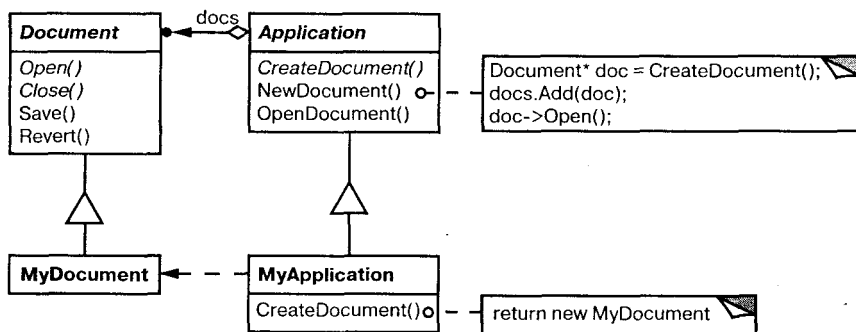 docs
Document
Open()
Close()
Save()
Revert()
Application
CreateDocument()
NewDocument()
OpenDocument()
Document* doc = CreateDocument();
docs.Add(doc);
doc->Open();
MyDocument
MyApplication
CreateDocument()
return new MyDocument